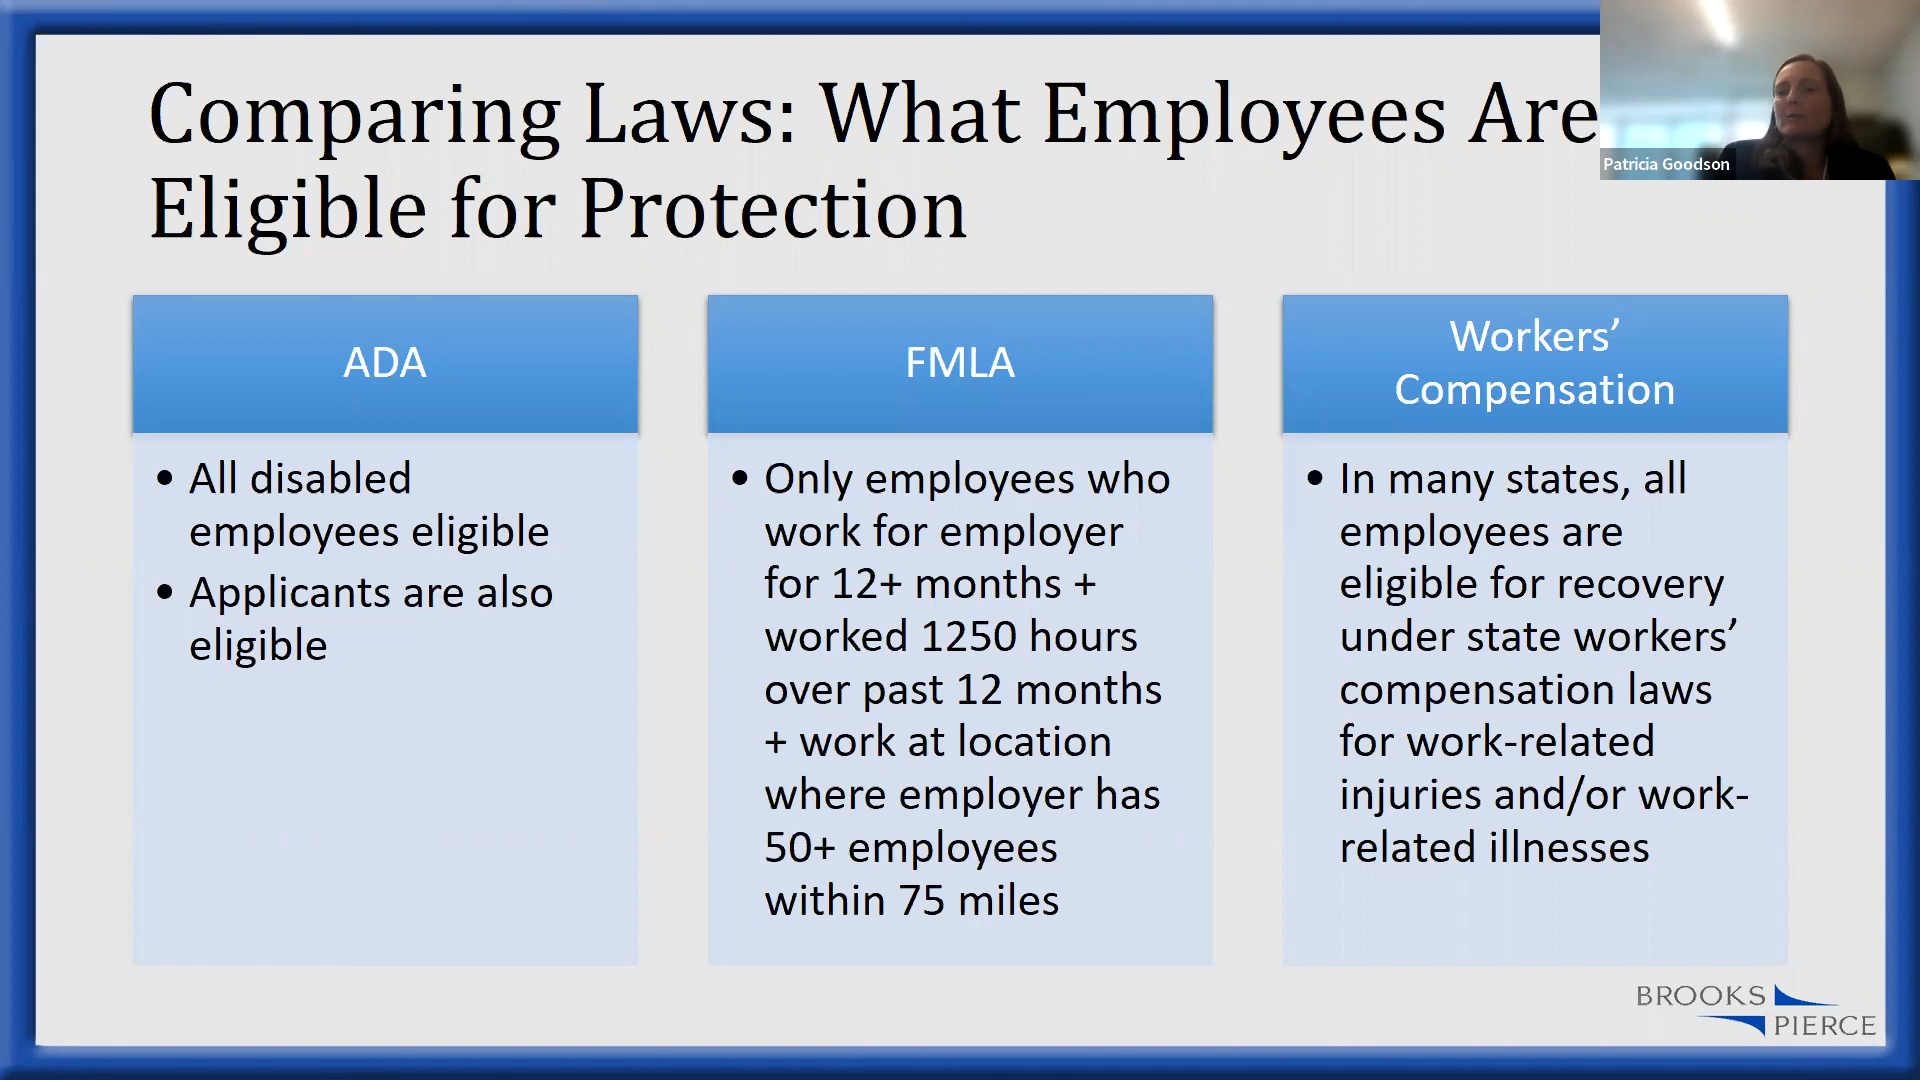 Comparing Laws: What Employees Are
Eligible for Protection
Patricia Goodson
ADA
• All disabled
employees eligible
• Applicants are also
eligible
FMLA
• Only employees who
work for employer
for 12+ months +
worked 1250 hours
over past 12 months
+ work at location
where employer has
50+ employees
within 75 miles
Workers’
Compensation
• In many states, all
employees are
eligible for recovery
under state workers’
compensation laws
for work-related
injuries and/or work-
related illnesses
BROOKS
PIERCE